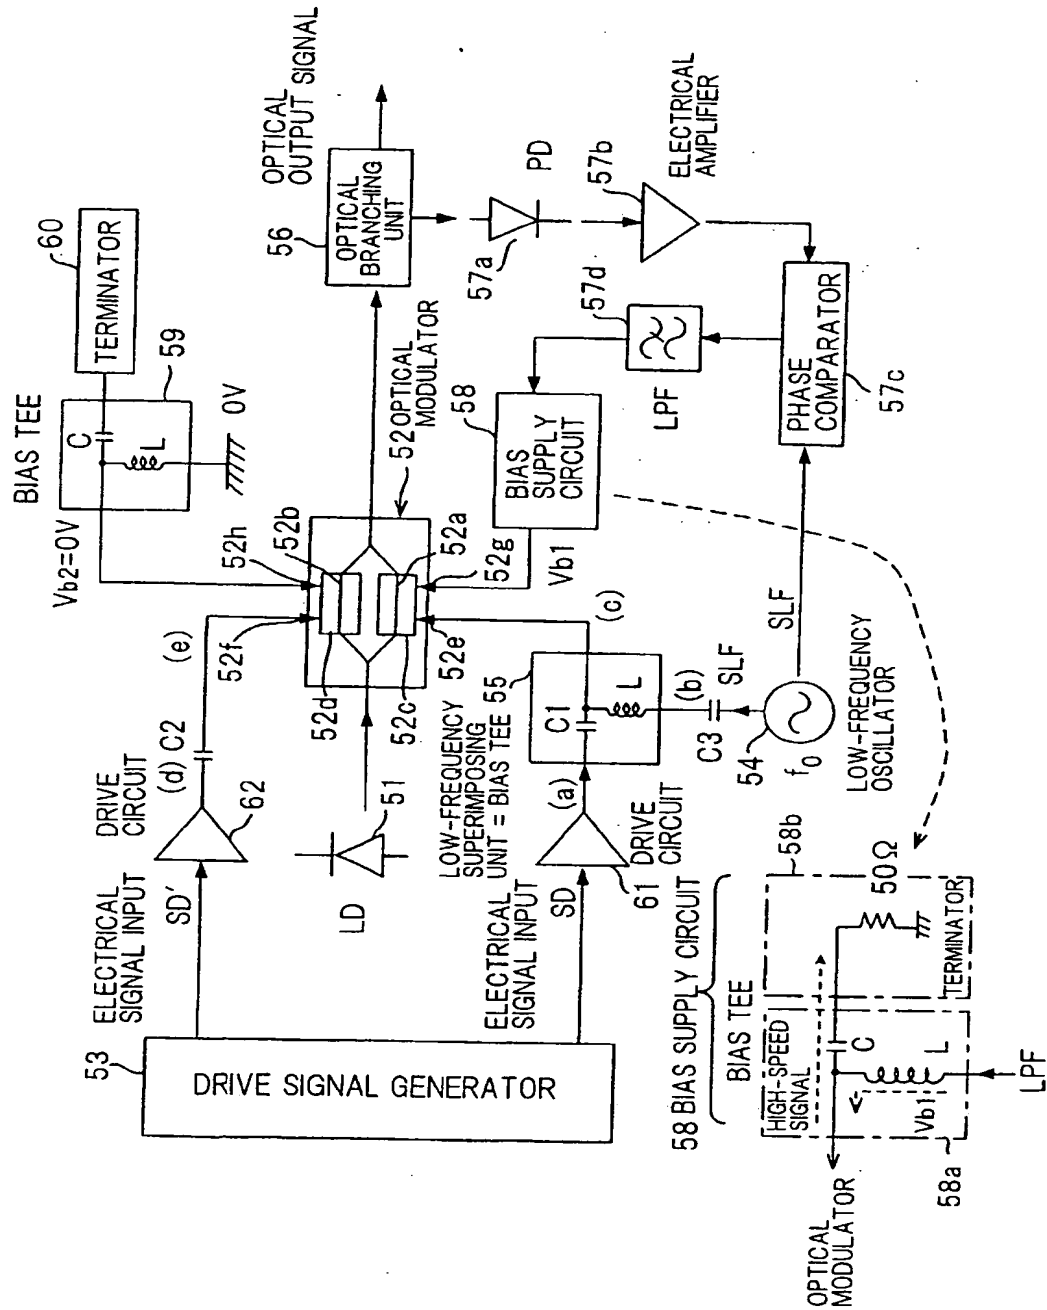 BIAS TEE
60
TERMINATOR
C
L
59
0V
Vb2=0V
OPTICAL
OUTPUT SIGNAL
56
OPTICAL
BRANCHING
UNIT
52 OPTICAL
MODULATOR
52h
52b
52a
52g
52f
52d
52c
52e
(e)
(d) C2
DRIVE
CIRCUIT
62
ELECTRICAL
SIGNAL INPUT
SD'
LD
51
57a
PD
57b
ELECTRICAL
AMPLIFIER
57d
LPF
58
BIAS
SUPPLY
CIRCUIT
Vb1
PHASE
COMPARATOR
57c
(c)
LOW-FREQUENCY
SUPERIMPOSING
UNIT = BIAS TEE 55
C1
L
(a)
(b)
SLF
C3
SLF
54
f0
LOW-FREQUENCY
OSCILLATOR
DRIVE
CIRCUIT
61
ELECTRICAL
SIGNAL INPUT
SD
53
DRIVE SIGNAL GENERATOR
58 BIAS SUPPLY CIRCUIT
BIAS TEE
58b
50Ω
TERMINATOR
HIGH-SPEED
SIGNAL
C
L
Vb1
LPF
58a
OPTICAL
MODULATOR